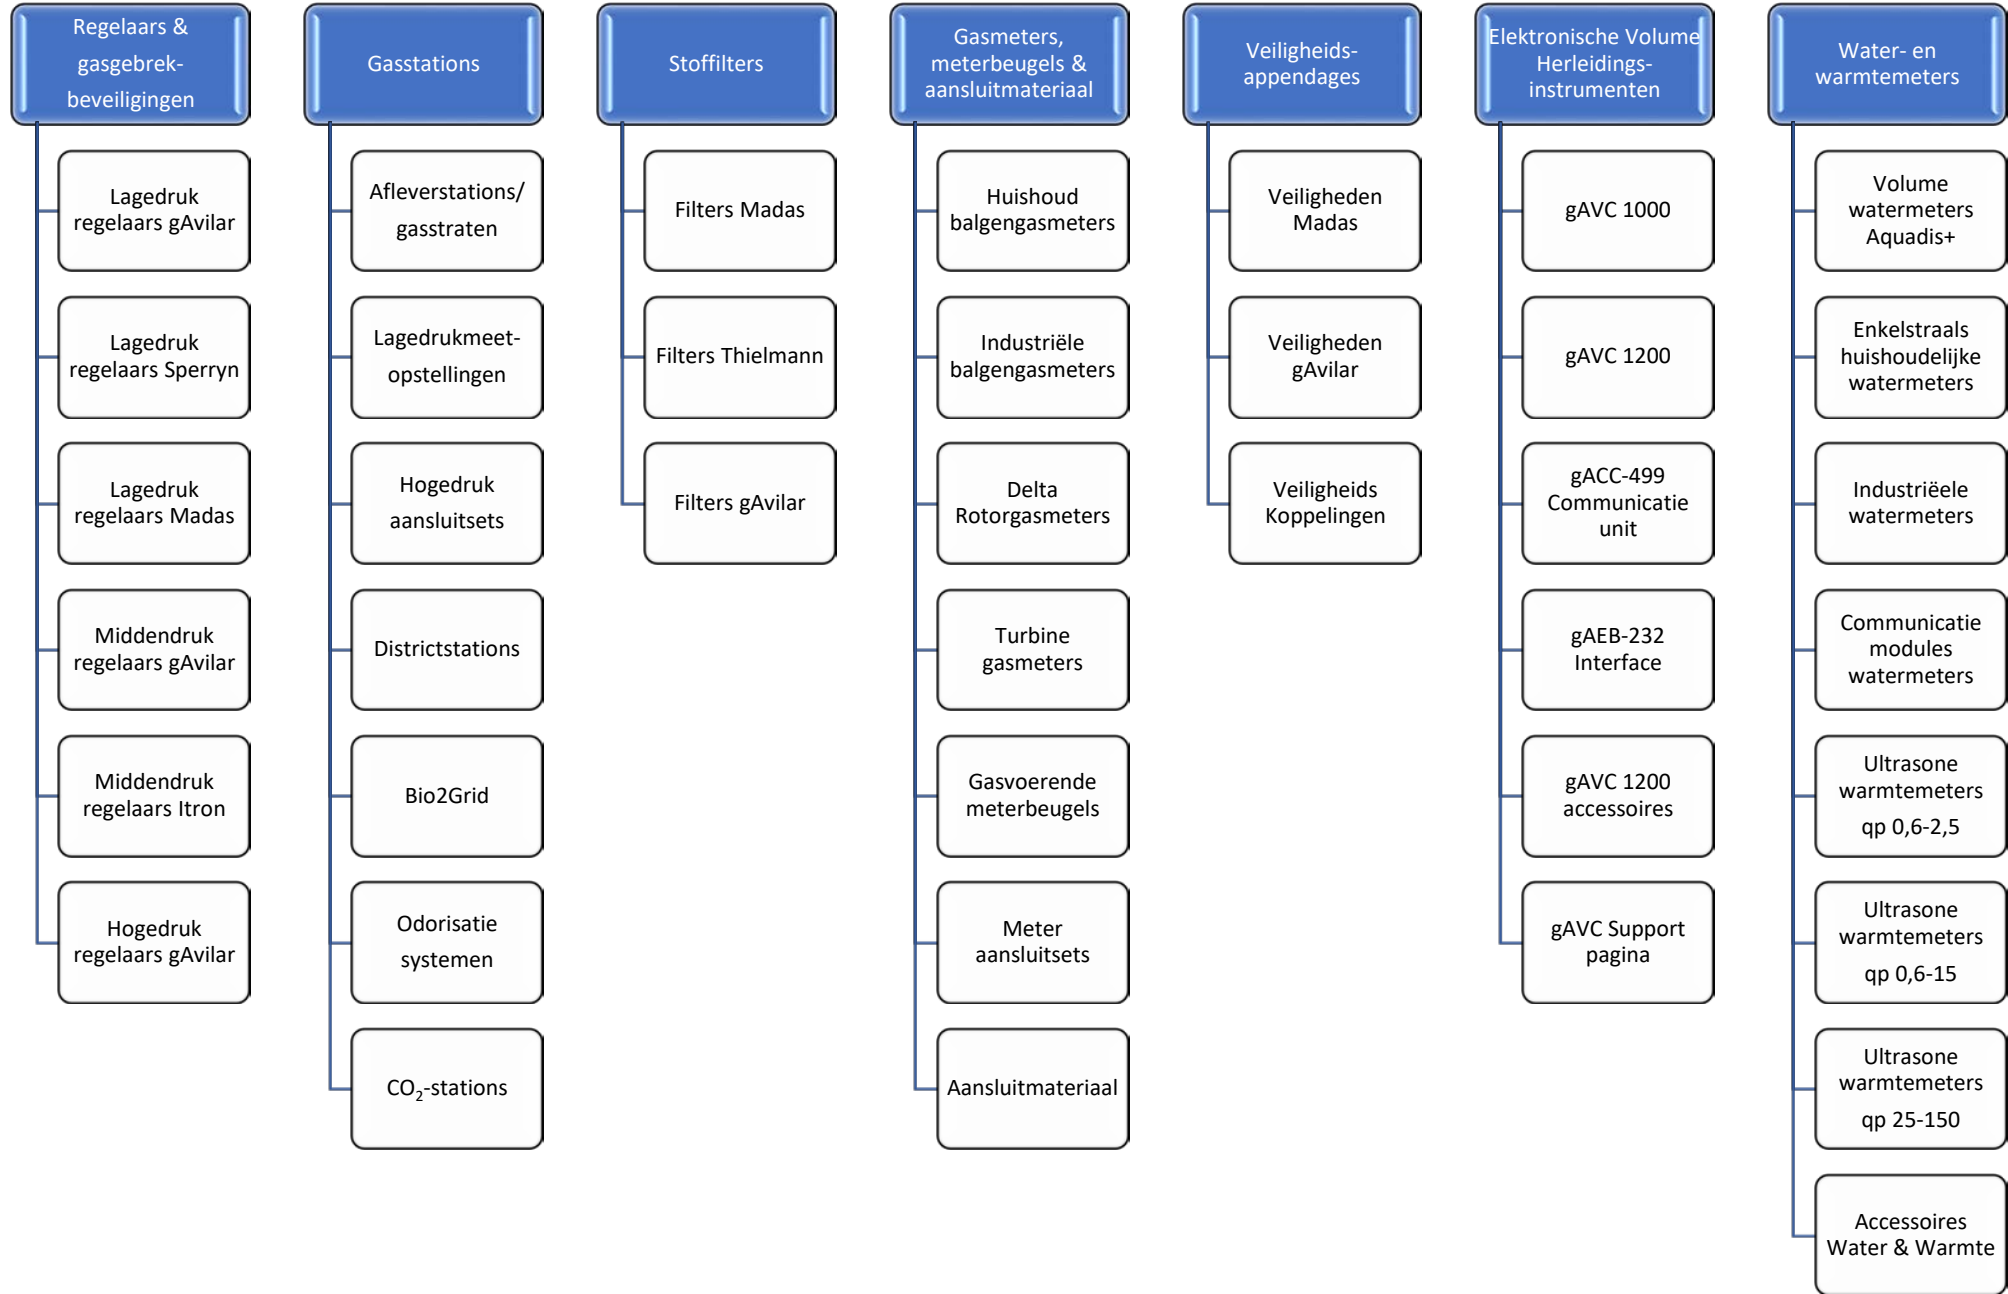 Regelaars &
gasgebrek-
beveiligingen
Lagedruk
regelaars gAvilar
Lagedruk
regelaars Sperryn
Lagedruk
regelaars Madas
Middendruk
regelaars gAvilar
Middendruk
regelaars Itron
Hogedruk
regelaars gAvilar
Gasstations
Afleverstations/
gasstraten
Lagedrukmeet-
opstellingen
Hogedruk
aansluitsets
Districtstations
Bio2Grid
Odorisatie
systemen
CO₂-stations
Stoffilters
Filters Madas
Filters Thielmann
Filters gAvilar
Gasmeters,
meterbeugels &
aansluitmateriaal
Huishoud
balgengasmeters
Industriële
balgengasmeters
Delta
Rotorgasmeters
Turbine
gasmeters
Gasvoerende
meterbeugels
Meter
aansluitsets
Aansluitmateriaal
Veiligheids-
appendages
Veiligheden
Madas
Veiligheden
gAvilar
Veiligheids
Koppelingen
Elektronische Volume
Herleidings-
instrumenten
gAVC 1000
gAVC 1200
gACC-499
Communicatie
unit
gAEB-232
Interface
gAVC 1200
accessoires
gAVC Support
pagina
Water- en
warmtemeters
Volume
watermeters
Aquadis+
Enkelstraals
huishoudelijke
watermeters
Industriëele
watermeters
Communicatie
modules
watermeters
Ultrasone
warmtemeters
qp 0,6-2,5
Ultrasone
warmtemeters
qp 0,6-15
Ultrasone
warmtemeters
qp 25-150
Accessoires
Water & Warmte